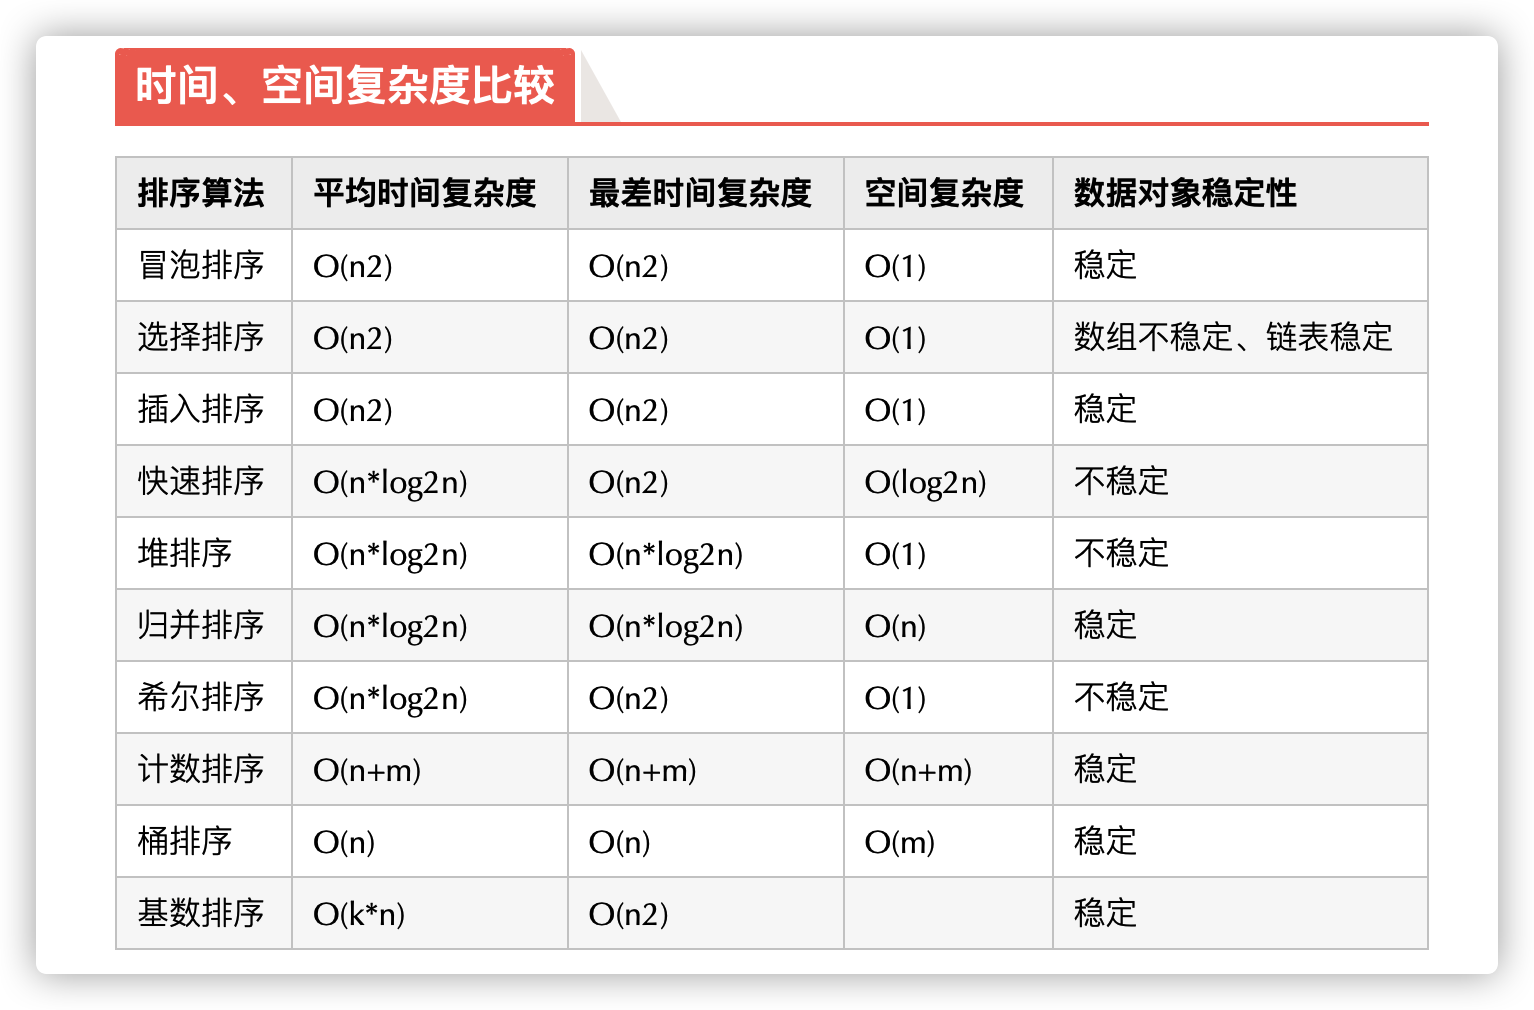 时间、空间复杂度比较
排序算法 平均时间复杂度 最差时间复杂度 空间复杂度 数据对象稳定性
冒泡排序 O(n2) O(n2) O(1) 稳定
选择排序 O(n2) O(n2) O(1) 数组不稳定、链表稳定
插入排序 O(n2) O(n2) O(1) 稳定
快速排序 O(n*log2n) O(n2) O(log2n) 不稳定
堆排序 O(n*log2n) O(n*log2n) O(1) 不稳定
归并排序 O(n*log2n) O(n*log2n) O(n) 稳定
希尔排序 O(n*log2n) O(n2) O(1) 不稳定
计数排序 O(n+m) O(n+m) O(n+m) 稳定
桶排序 O(n) O(n) O(m) 稳定
基数排序 O(k*n) O(n2) 稳定